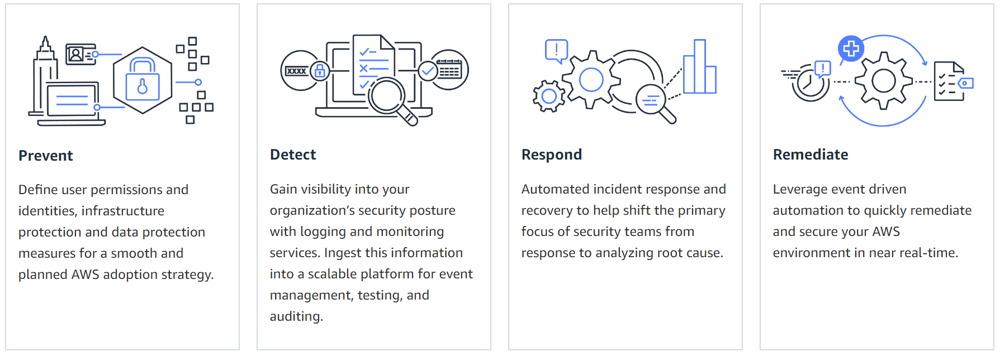 XXXX
Prevent
Define user permissions and
identities, infrastructure
protection and data protection
measures for a smooth and
planned AWS adoption strategy.
Detect
Gain visibility into your
organization’s security posture
with logging and monitoring
services. Ingest this information
into a scalable platform for event
management, testing, and
auditing.
!
Respond
Automated incident response and
recovery to help shift the primary
focus of security teams from
response to analyzing root cause.
!
Remediate
Leverage event driven
automation to quickly remediate
and secure your AWS
environment in near real-time.